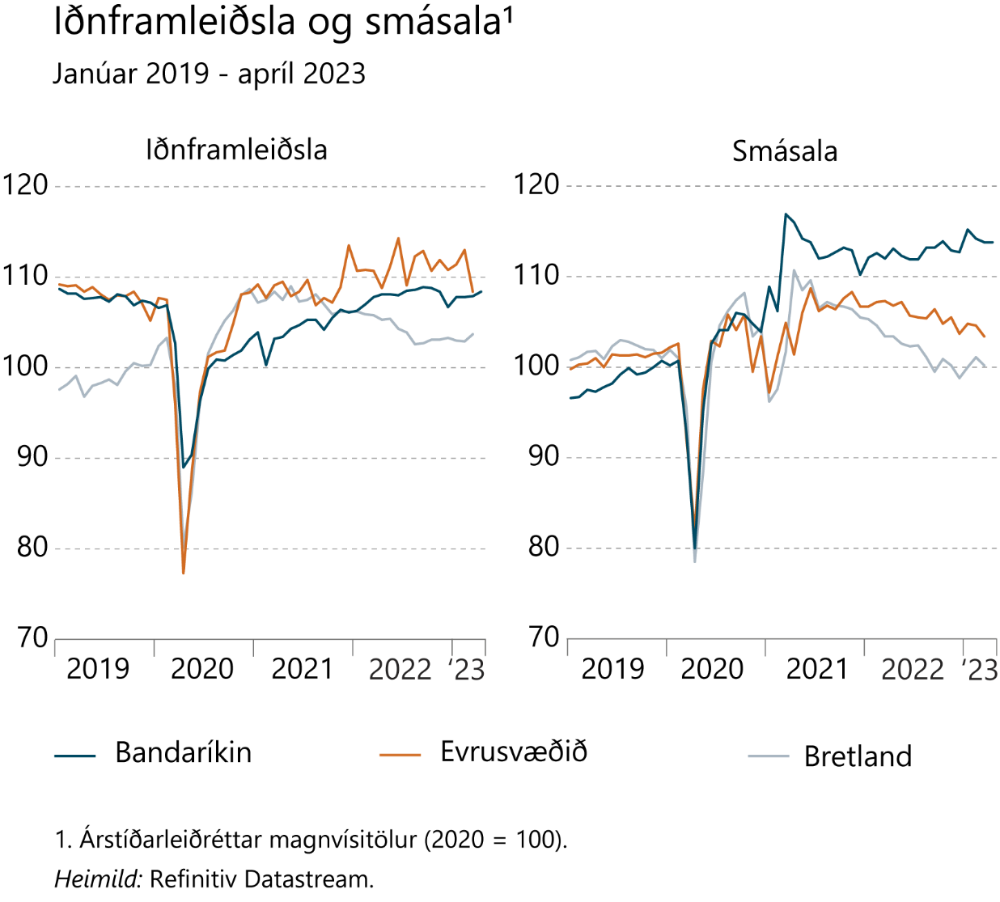 Iðnframleiðsla og smásala¹
Janúar 2019 - apríl 2023
Iðnframleiðsla
120
110
100
90
80
70
2019 2020 2021 2022 ‘23
Smásala
120
110
100
90
80
70
2019 2020 2021 2022 ‘23
Bandaríkin Evrusvæðið Bretland
1. Árstíðarleiðréttar magnvísitölur (2020 = 100).
Heimild: Refinitiv Datastream.